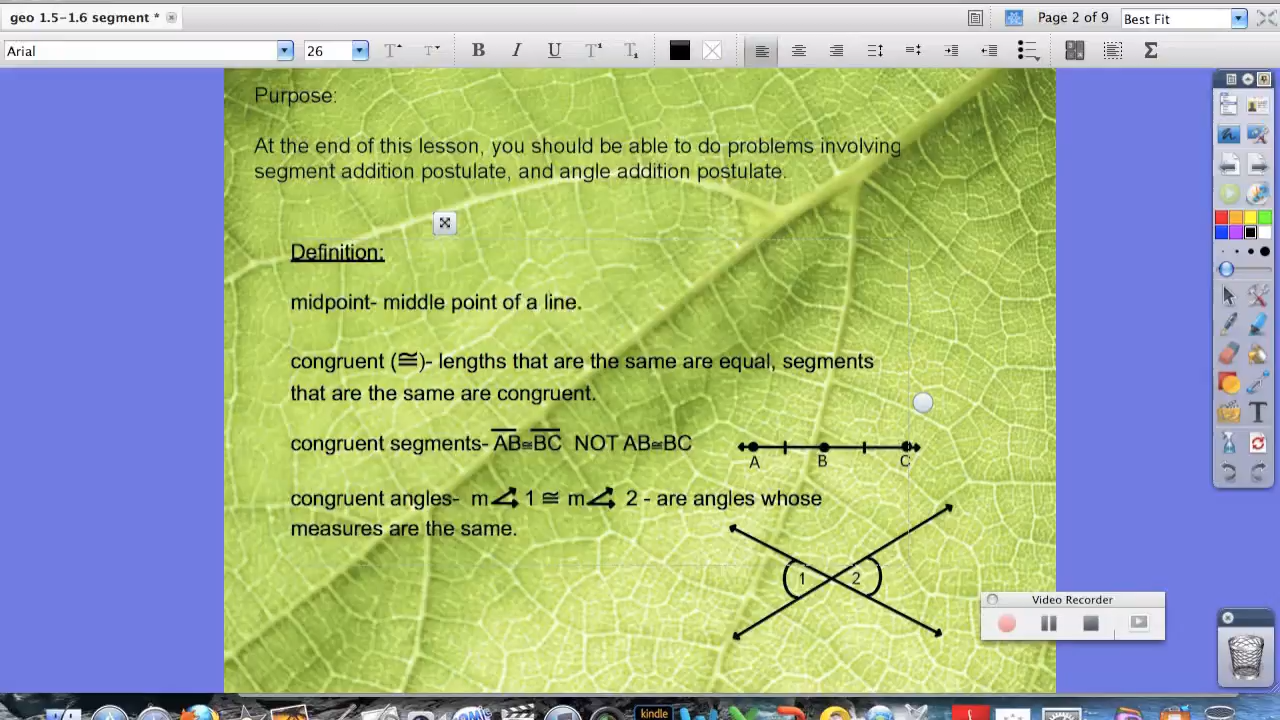 geo 1.5-1.6 segment *
Page 2 of 9
Best Fit
Arial
26
Purpose:
At the end of this lesson, you should be able to do problems involving
segment addition postulate, and angle addition postulate.
Definition:
midpoint- middle point of a line.
congruent (≅)- lengths that are the same are equal, segments
that are the same are congruent.
congruent segments- A̅B̅≅B̅C̅ NOT AB≅BC
A B C
congruent angles- m∡ 1 ≅ m∡ 2 - are angles whose
measures are the same.
1 2
Video Recorder
kindle